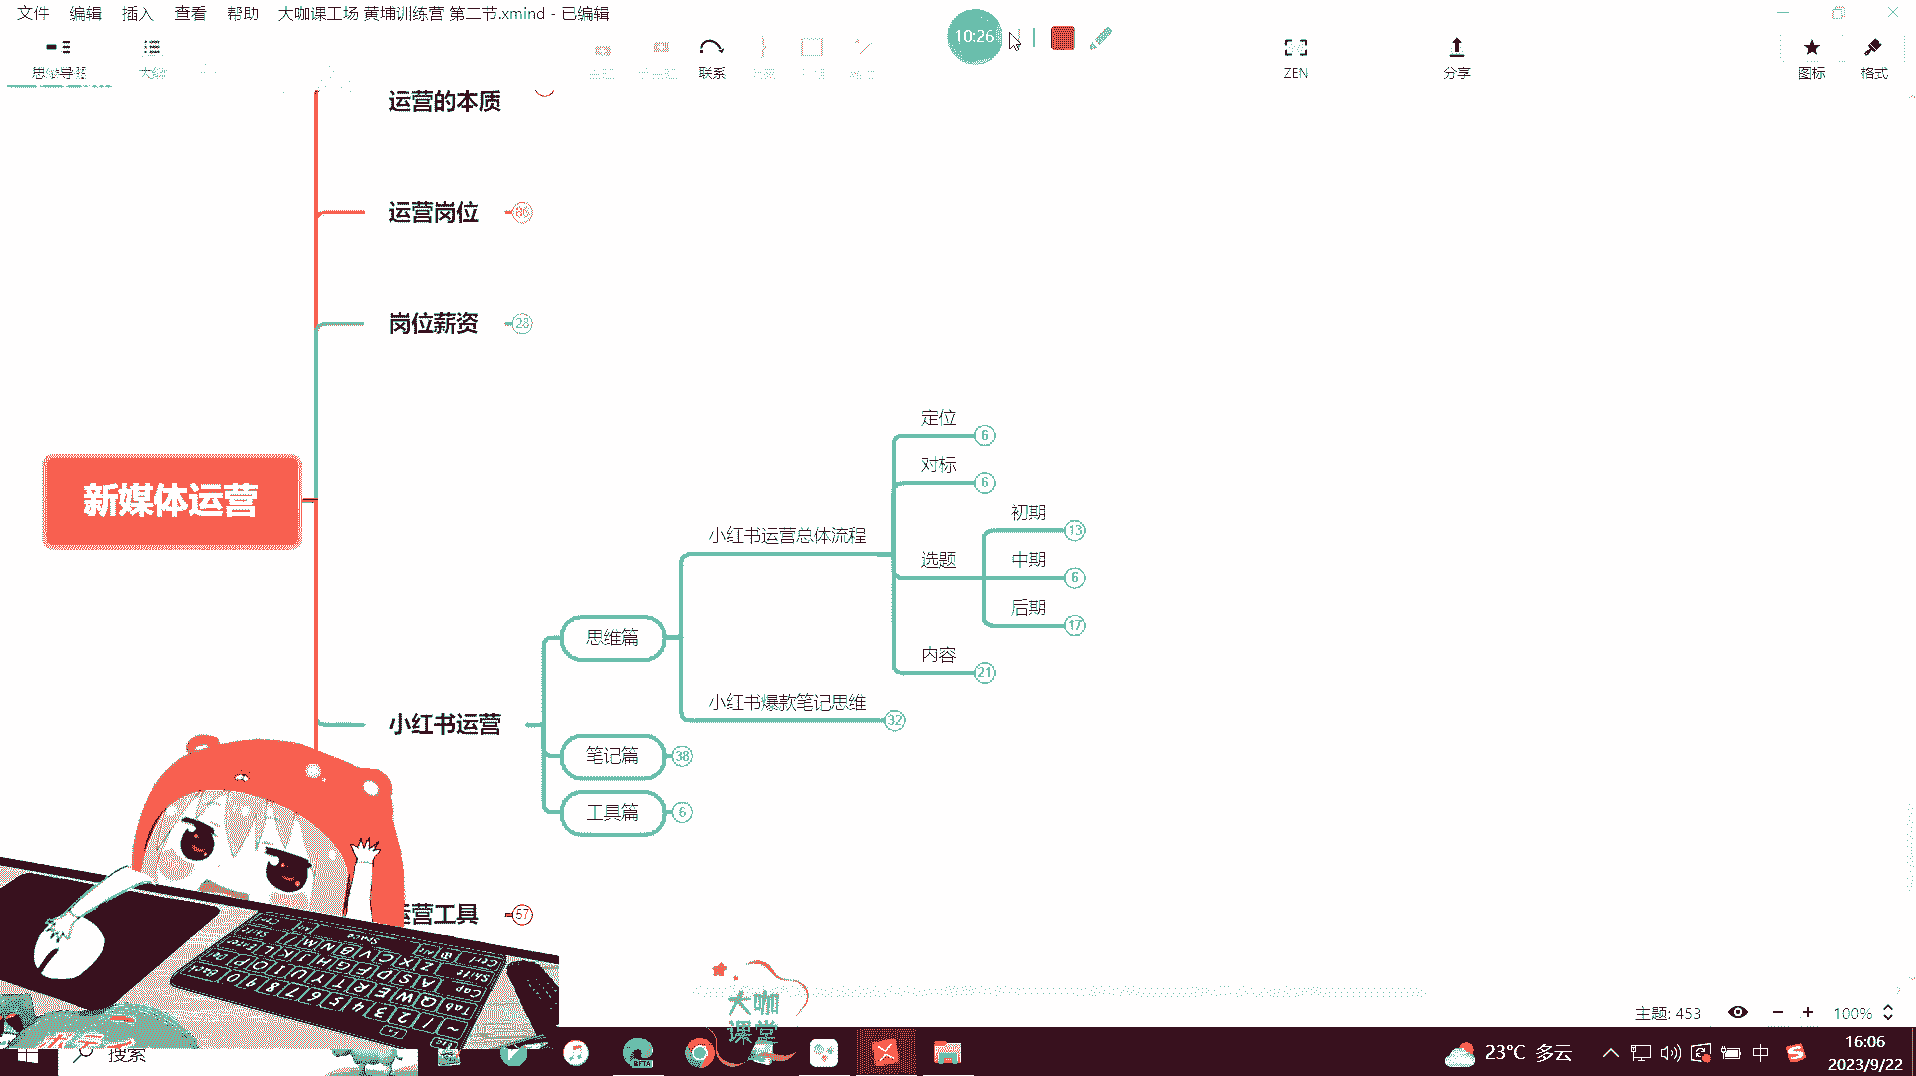 文件 编辑 插入 查看 帮助 大咖课工场 黄埔训练营 第二节.xmind - 已编辑
10:26
思维导图 大纲 联系 ZEN 分享 图标 格式
运营的本质
运营岗位 86
岗位薪资 28
定位 6
对标 6
初期 13
小红书运营总体流程
选题 中期 6
后期 17
新媒体运营
思维篇
内容 21
小红书爆款笔记思维 32
小红书运营
笔记篇 38
工具篇 6
运营工具 57
大咖
课堂
主题: 453 100%
搜索
23°C 多云 中
16:06
2023/9/22